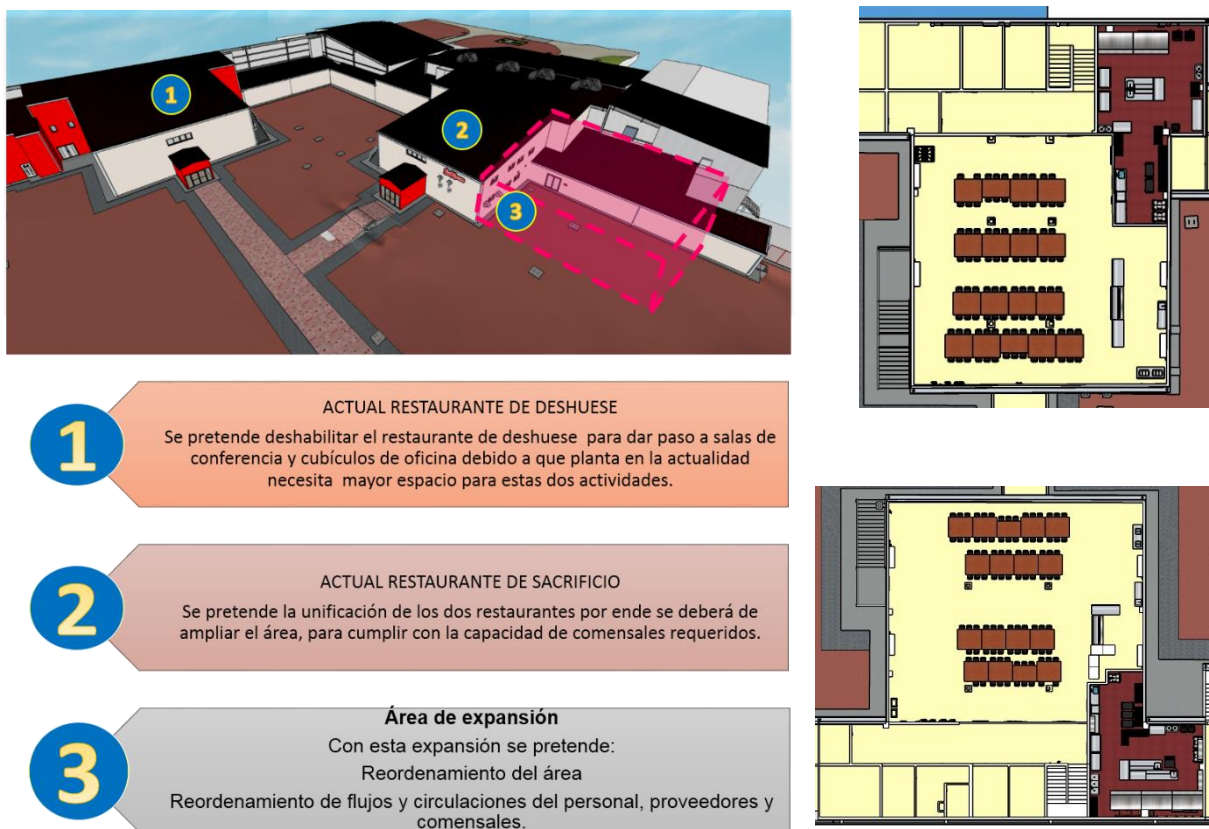 1
2
3
1
ACTUAL RESTAURANTE DE DESHUESE
Se pretende deshabilitar el restaurante de deshuese para dar paso a salas de
conferencia y cubículos de oficina debido a que planta en la actualidad
necesita mayor espacio para estas dos actividades.
2
ACTUAL RESTAURANTE DE SACRIFICIO
Se pretende la unificación de los dos restaurantes por ende se deberá de
ampliar el área, para cumplir con la capacidad de comensales requeridos.
3
Área de expansión
Con esta expansión se pretende:
Reordenamiento del área
Reordenamiento de flujos y circulaciones del personal, proveedores y
comensales.